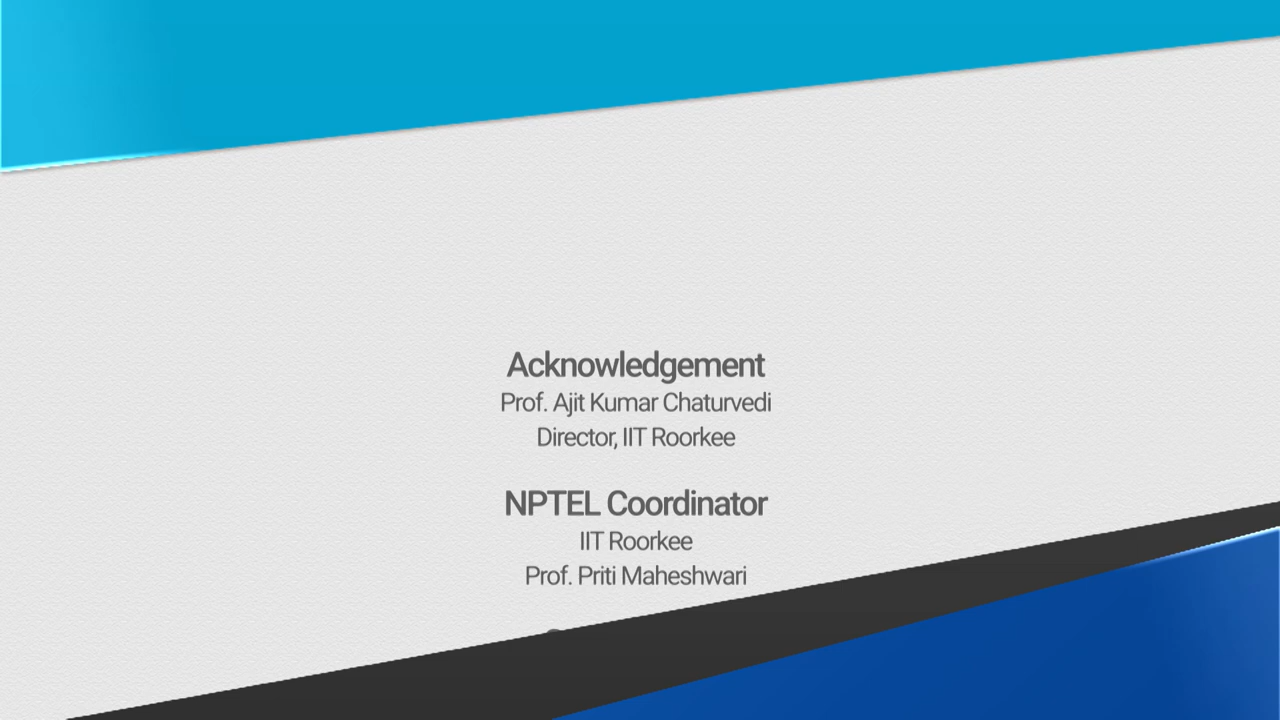 Acknowledgement
Prof. Ajit Kumar Chaturvedi
Director, IIT Roorkee
NPTEL Coordinator
IIT Roorkee
Prof. Priti Maheshwari